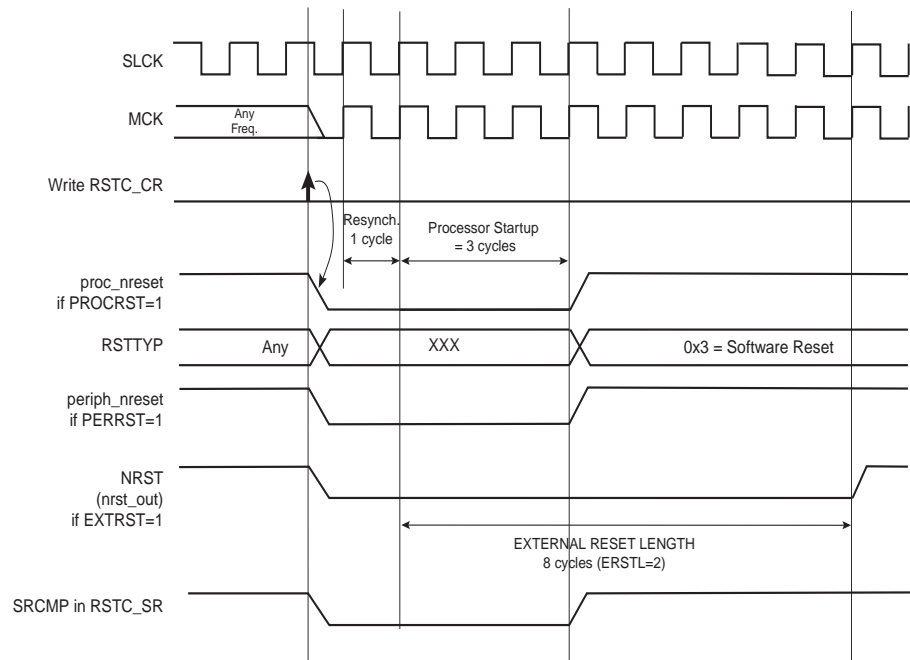 SLCK
MCK
Any
Freq.
Write RSTC_CR
Resynch.
1 cycle
Processor Startup
= 3 cycles
proc_nreset
if PROCRST=1
RSTTYP
Any
XXX
0x3 = Software Reset
periph_nreset
if PERRST=1
NRST
(nrst_out)
if EXTRST=1
EXTERNAL RESET LENGTH
8 cycles (ERSTL=2)
SRCMP in RSTC_SR